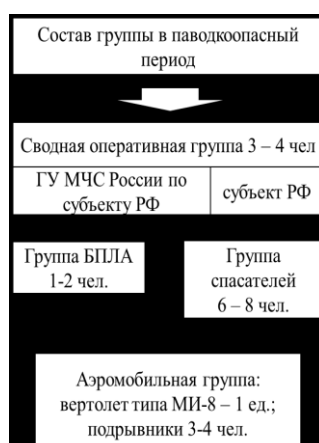 Состав группы в паводкоопасный
период
Сводная оперативная группа 3 – 4 чел
ГУ МЧС России по
субъекту РФ
субъект РФ
Группа БПЛА
1-2 чел.
Группа
спасателей
6 – 8 чел.
Аэромобильная группа:
вертолет типа МИ-8 – 1 ед.;
подрывники 3-4 чел.